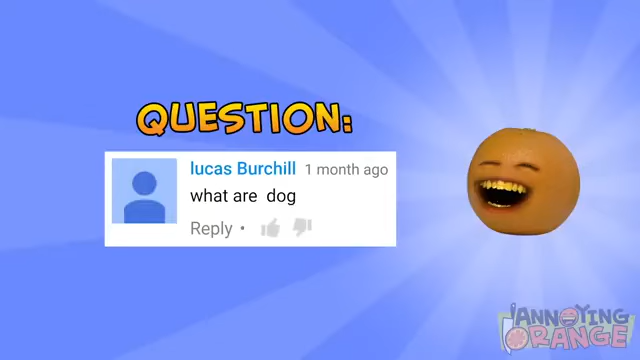 QUESTION:
lucas Burchill 1 month ago
what are dog
Reply •
ANNOYING
ORANGE